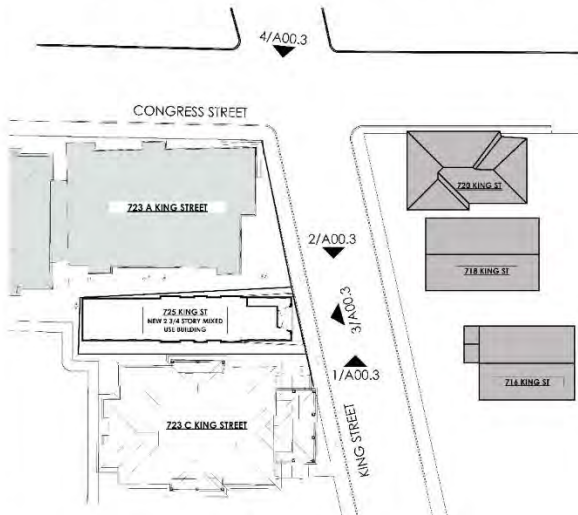 4/A00.3
CONGRESS STREET
723 A KING STREET
720 KING ST
2/A00.3
718 KING ST
725 KING ST
NEW 2 3/4 STORY MIXED
USE BUILDING
3/A00.3
1/A00.3
716 KING ST
723 C KING STREET
KING STREET